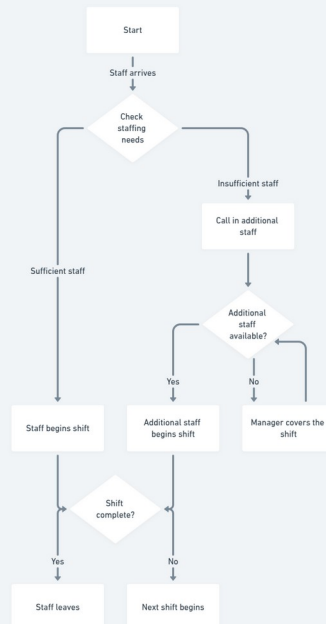 Start
Staff arrives
Check
staffing
needs
Insufficient staff
Call in additional
staff
Sufficient staff
Additional
staff
available?
Yes
No
Staff begins shift
Additional staff
begins shift
Manager covers the
shift
Shift
complete?
Yes
No
Staff leaves
Next shift begins